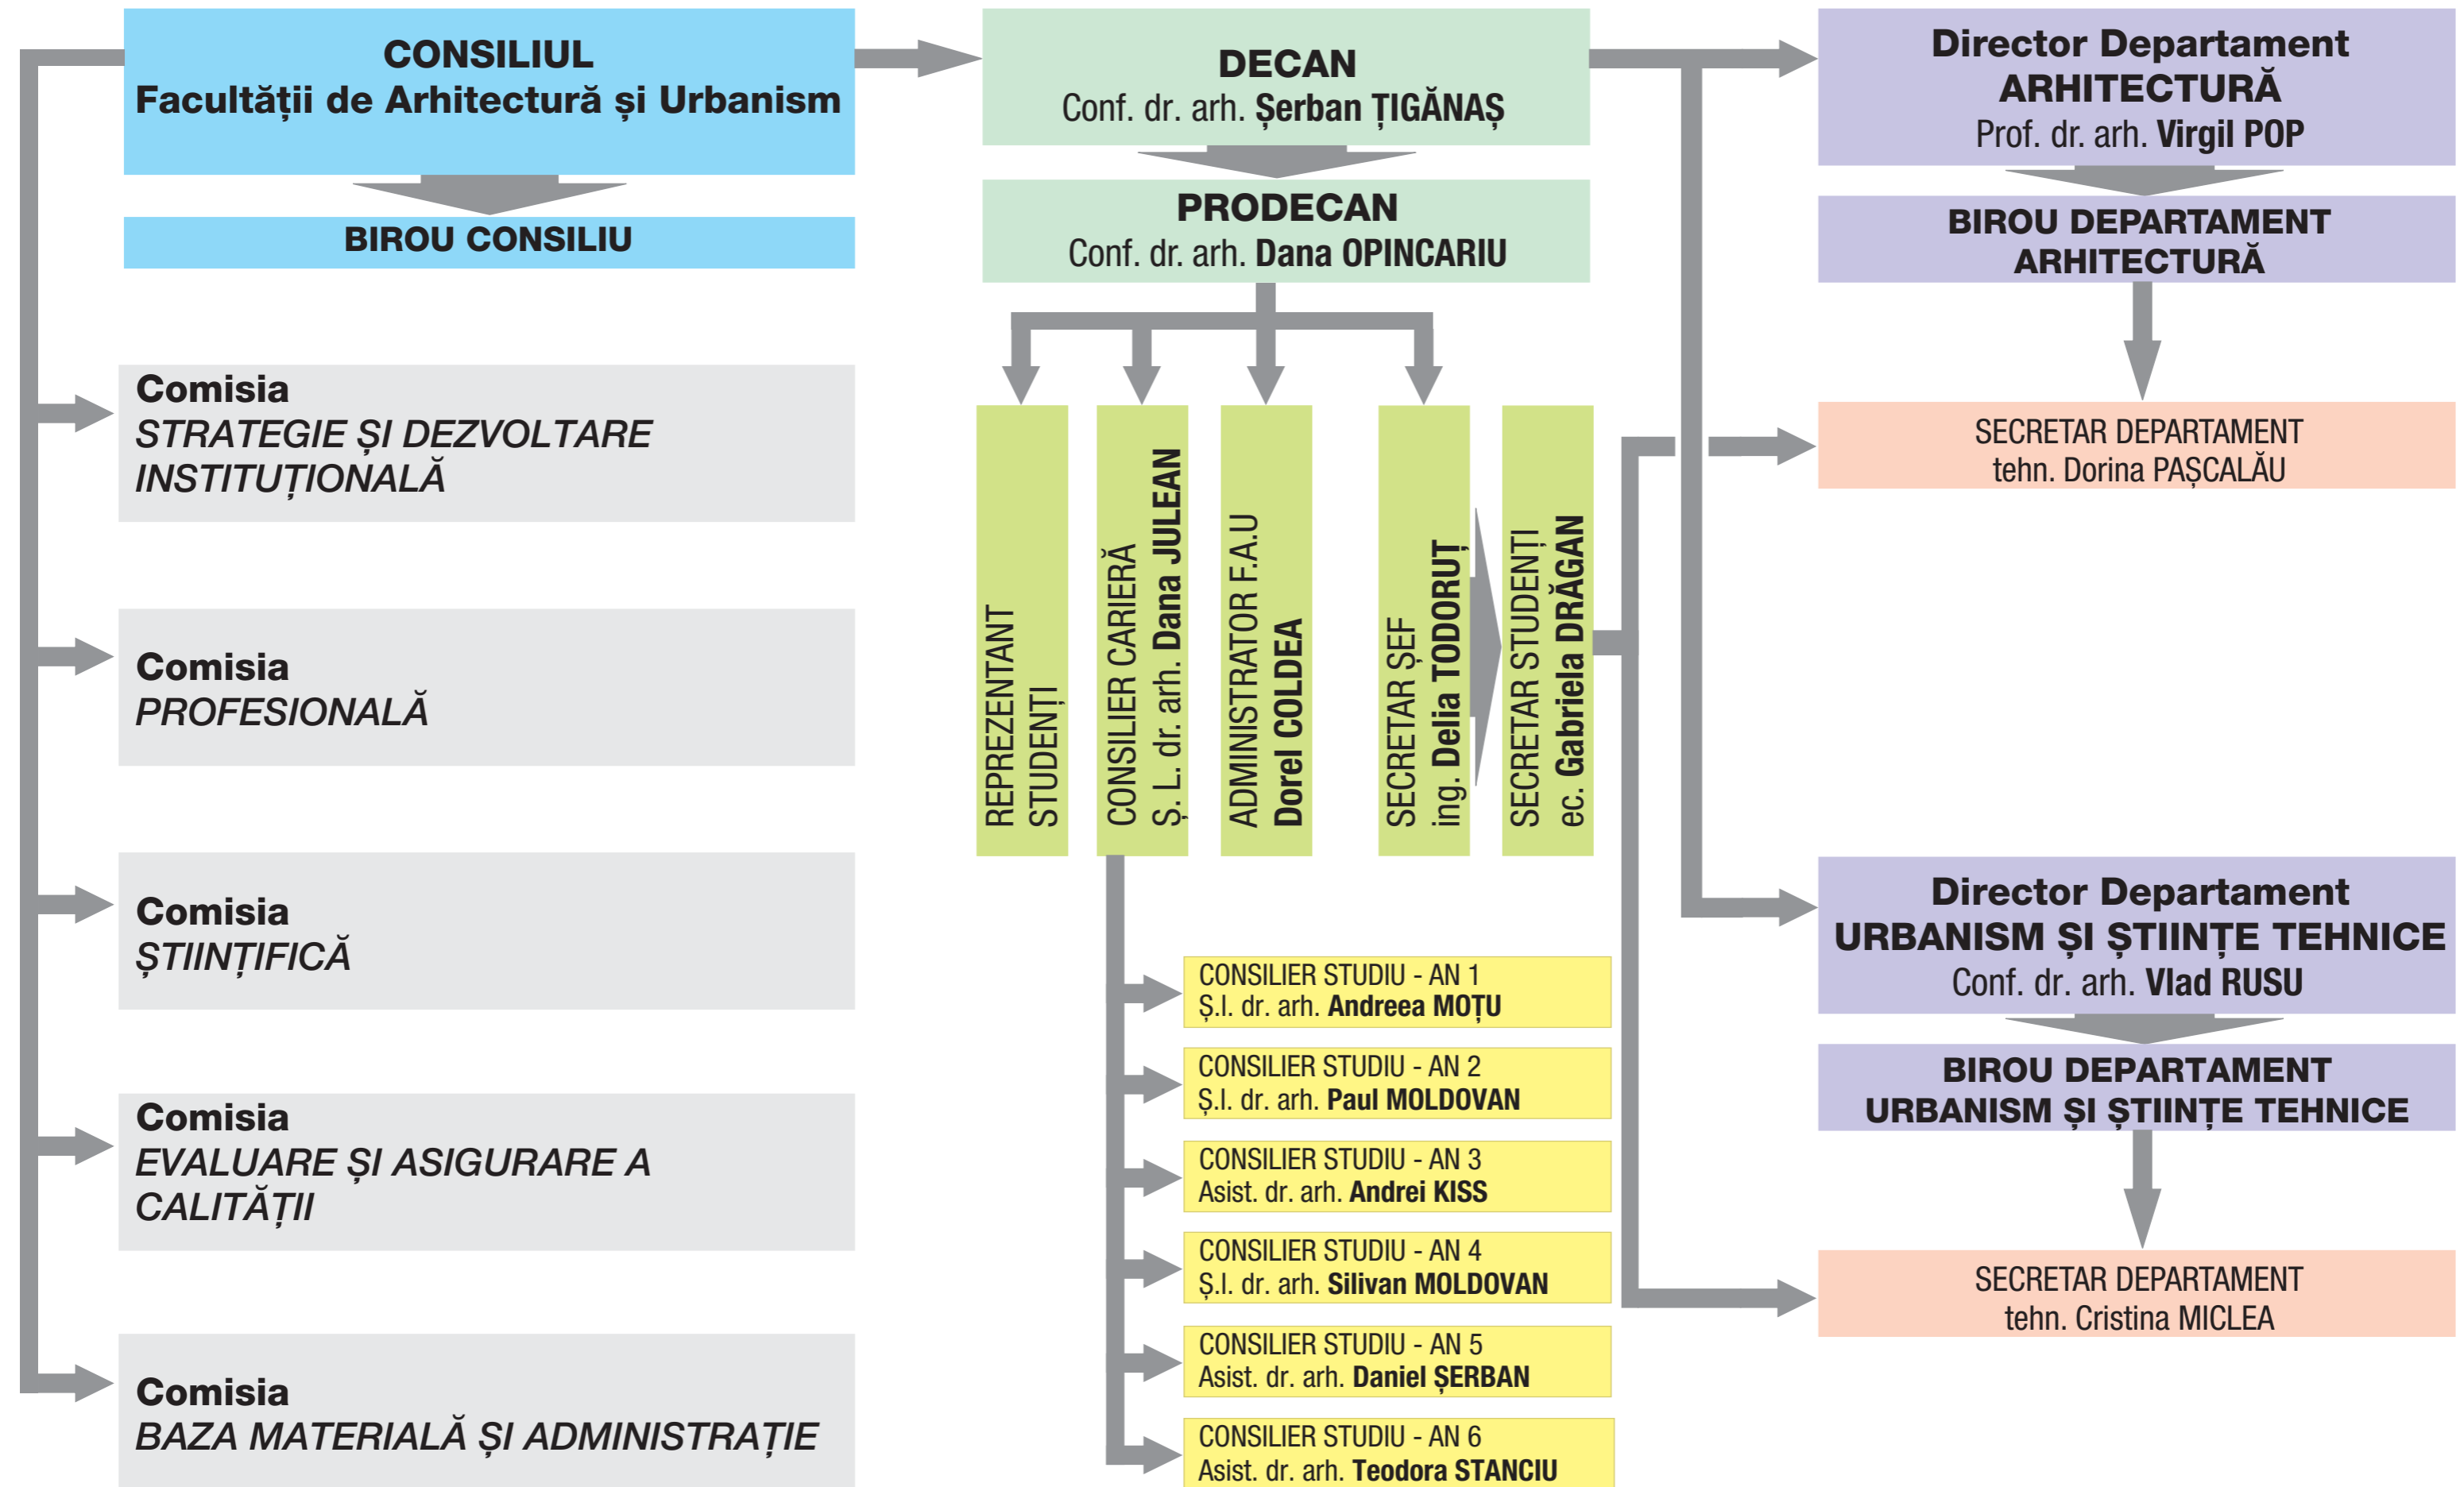 CONSILIUL
Facultății de Arhitectură și Urbanism
BIROU CONSILIU
Comisia
STRATEGIE ȘI DEZVOLTARE
INSTITUȚIONALĂ
Comisia
PROFESIONALĂ
Comisia
ȘTIINȚIFICĂ
Comisia
EVALUARE ȘI ASIGURARE A
CALITĂȚII
Comisia
BAZA MATERIALĂ ȘI ADMINISTRAȚIE
DECAN
Conf. dr. arh. Șerban ȚIGĂNAȘ
PRODECAN
Conf. dr. arh. Dana OPINCARIU
REPREZENTANT
STUDENȚI
CONSILIER CARIERĂ
Ș. L. dr. arh. Dana JULEAN
ADMINISTRATOR F.A.U
Dorel COLDEA
SECRETAR ȘEF
ing. Delia TODORUȚ
SECRETAR STUDENȚI
ec. Gabriela DRĂGAN
CONSILIER STUDIU - AN 1
Ș.l. dr. arh. Andreea MOȚU
CONSILIER STUDIU - AN 2
Ș.l. dr. arh. Paul MOLDOVAN
CONSILIER STUDIU - AN 3
Asist. dr. arh. Andrei KISS
CONSILIER STUDIU - AN 4
Ș.l. dr. arh. Silivan MOLDOVAN
CONSILIER STUDIU - AN 5
Asist. dr. arh. Daniel ȘERBAN
CONSILIER STUDIU - AN 6
Asist. dr. arh. Teodora STANCIU
Director Departament
ARHITECTURĂ
Prof. dr. arh. Virgil POP
BIROU DEPARTAMENT
ARHITECTURĂ
SECRETAR DEPARTAMENT
tehn. Dorina PAȘCALĂU
Director Departament
URBANISM ȘI ȘTIINȚE TEHNICE
Conf. dr. arh. Vlad RUSU
BIROU DEPARTAMENT
URBANISM ȘI ȘTIINȚE TEHNICE
SECRETAR DEPARTAMENT
tehn. Cristina MICLEA